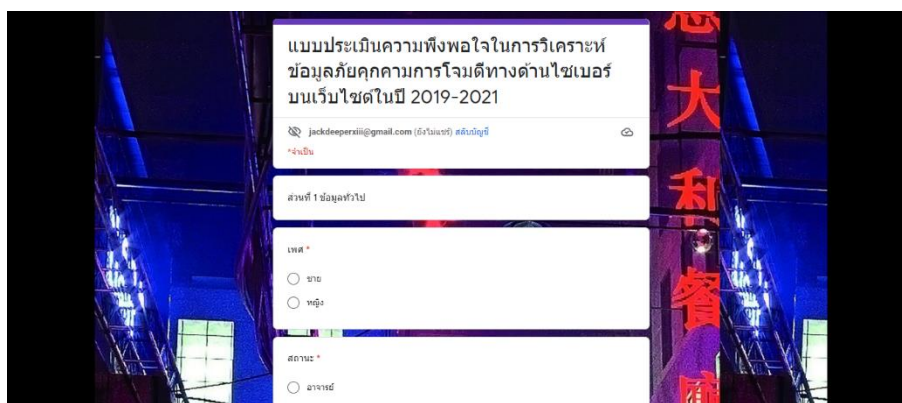 แบบประเมินความพึงพอใจในการวิเคราะห์
ข้อมูลภัยคุกคามการโจมตีทางด้านไซเบอร์
บนเว็บไซต์ในปี 2019-2021
jackdeeperxiii@gmail.com (ยังไม่แชร์) สลับบัญชี
*จำเป็น
ส่วนที่ 1 ข้อมูลทั่วไป
เพศ *
ชาย
หญิง
สถานะ *
อาจารย์
大
利
餐